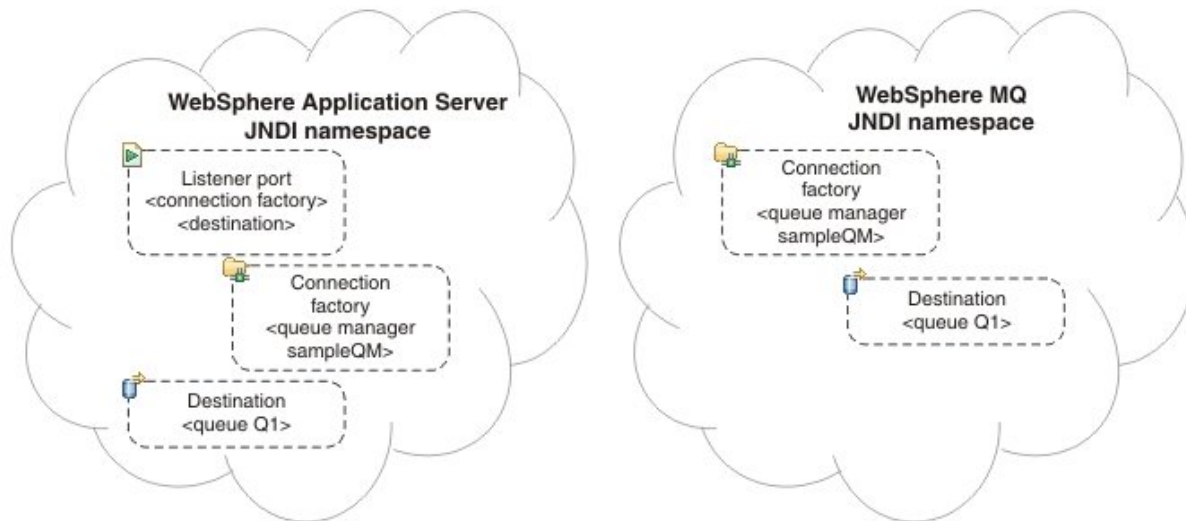 WebSphere Application Server
JNDI namespace
Listener port
<connection factory>
<destination>
Connection
factory
<queue manager
sampleQM>
Destination
<queue Q1>
WebSphere MQ
JNDI namespace
Connection
factory
<queue manager
sampleQM>
Destination
<queue Q1>